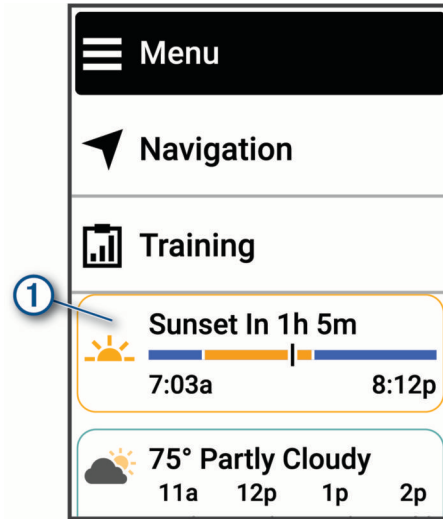 Menu
Navigation
Training
1
Sunset In 1h 5m
7:03a 8:12p
75° Partly Cloudy
11a 12p 1p 2p